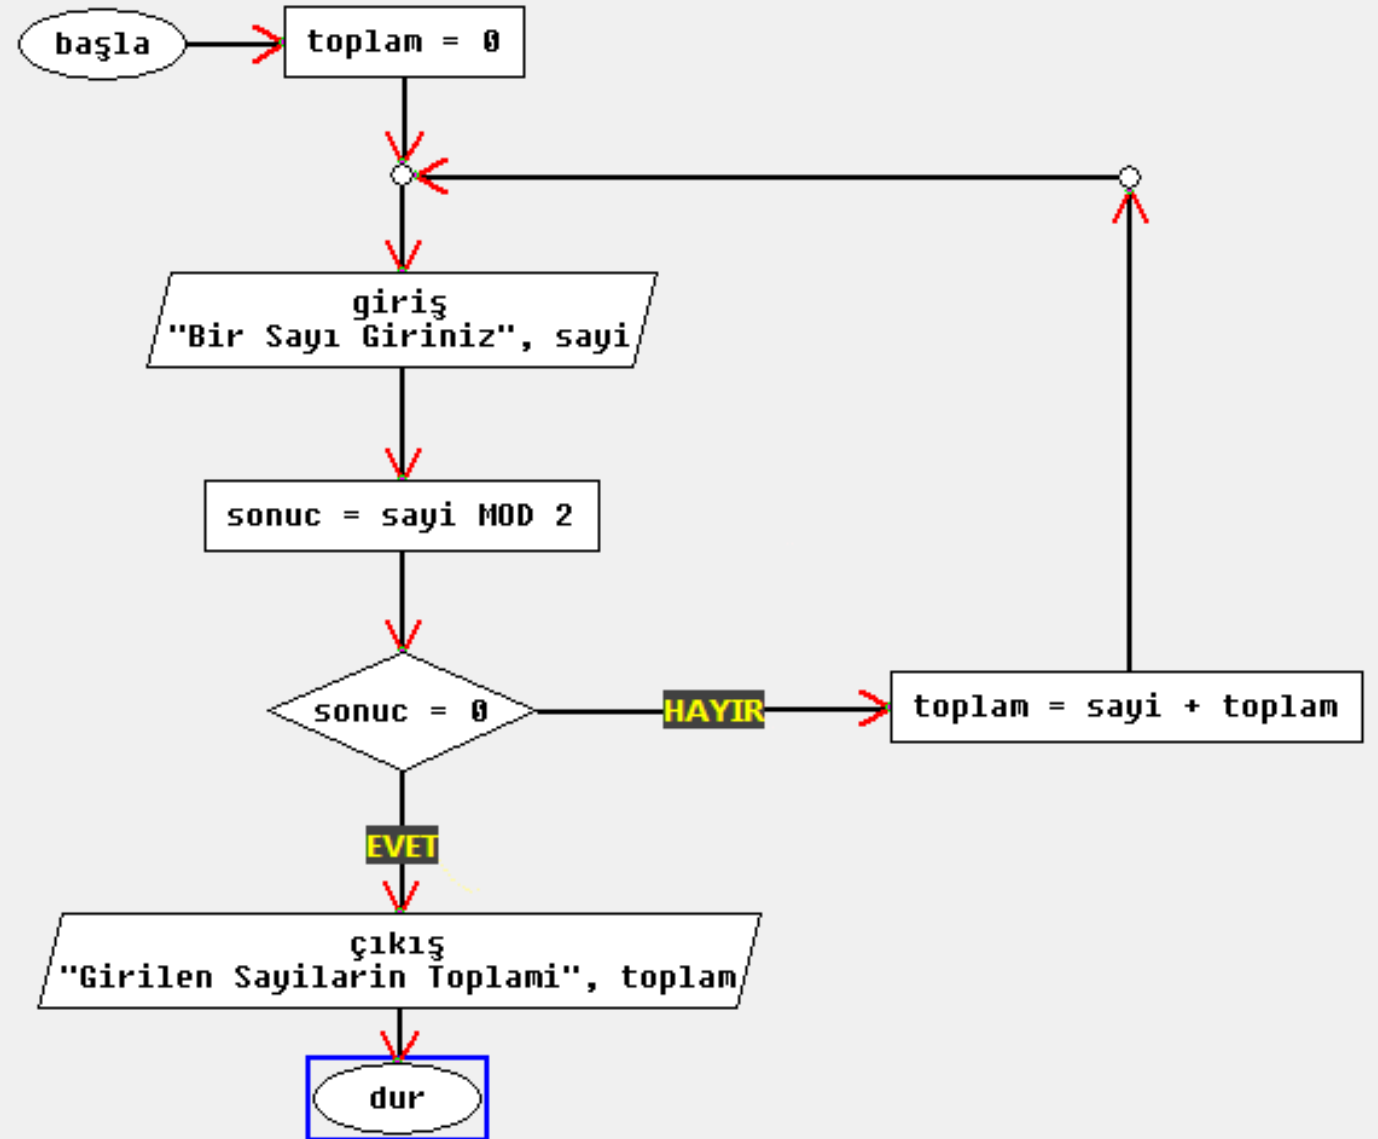 başla
toplam = 0
giriş
"Bir Sayı Giriniz", sayi
sonuc = sayi MOD 2
sonuc = 0
HAYIR
toplam = sayi + toplam
EVET
çıkış
"Girilen Sayilarin Toplami", toplam
dur